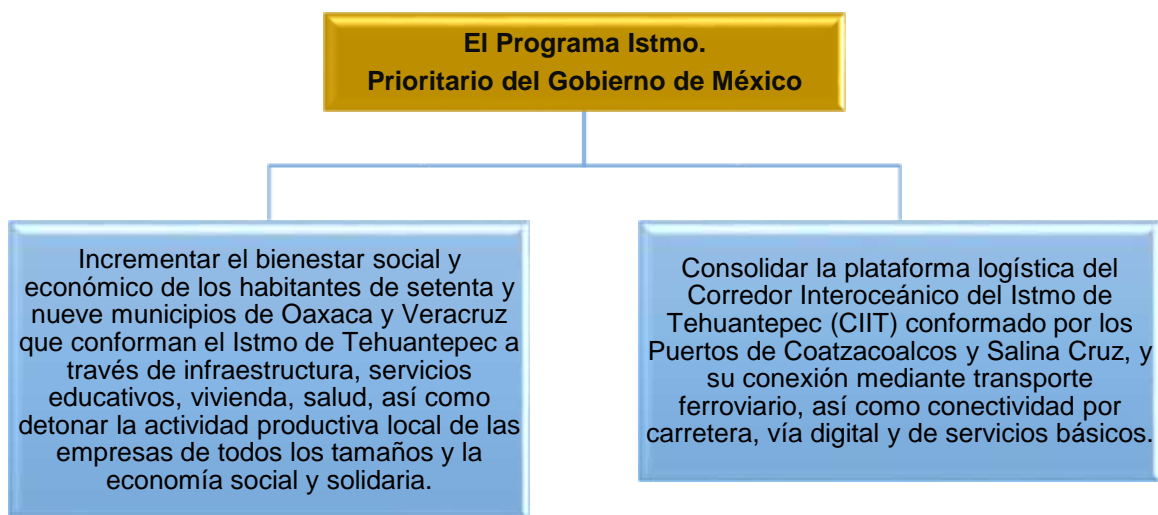 El Programa Istmo.
Prioritario del Gobierno de México
Incrementar el bienestar social y
económico de los habitantes de setenta y
nueve municipios de Oaxaca y Veracruz
que conforman el Istmo de Tehuantepec a
través de infraestructura, servicios
educativos, vivienda, salud, así como
detonar la actividad productiva local de las
empresas de todos los tamaños y la
economía social y solidaria.
Consolidar la plataforma logística del
Corredor Interoceánico del Istmo de
Tehuantepec (CIIT) conformado por los
Puertos de Coatzacoalcos y Salina Cruz, y
su conexión mediante transporte
ferroviario, así como conectividad por
carretera, vía digital y de servicios básicos.